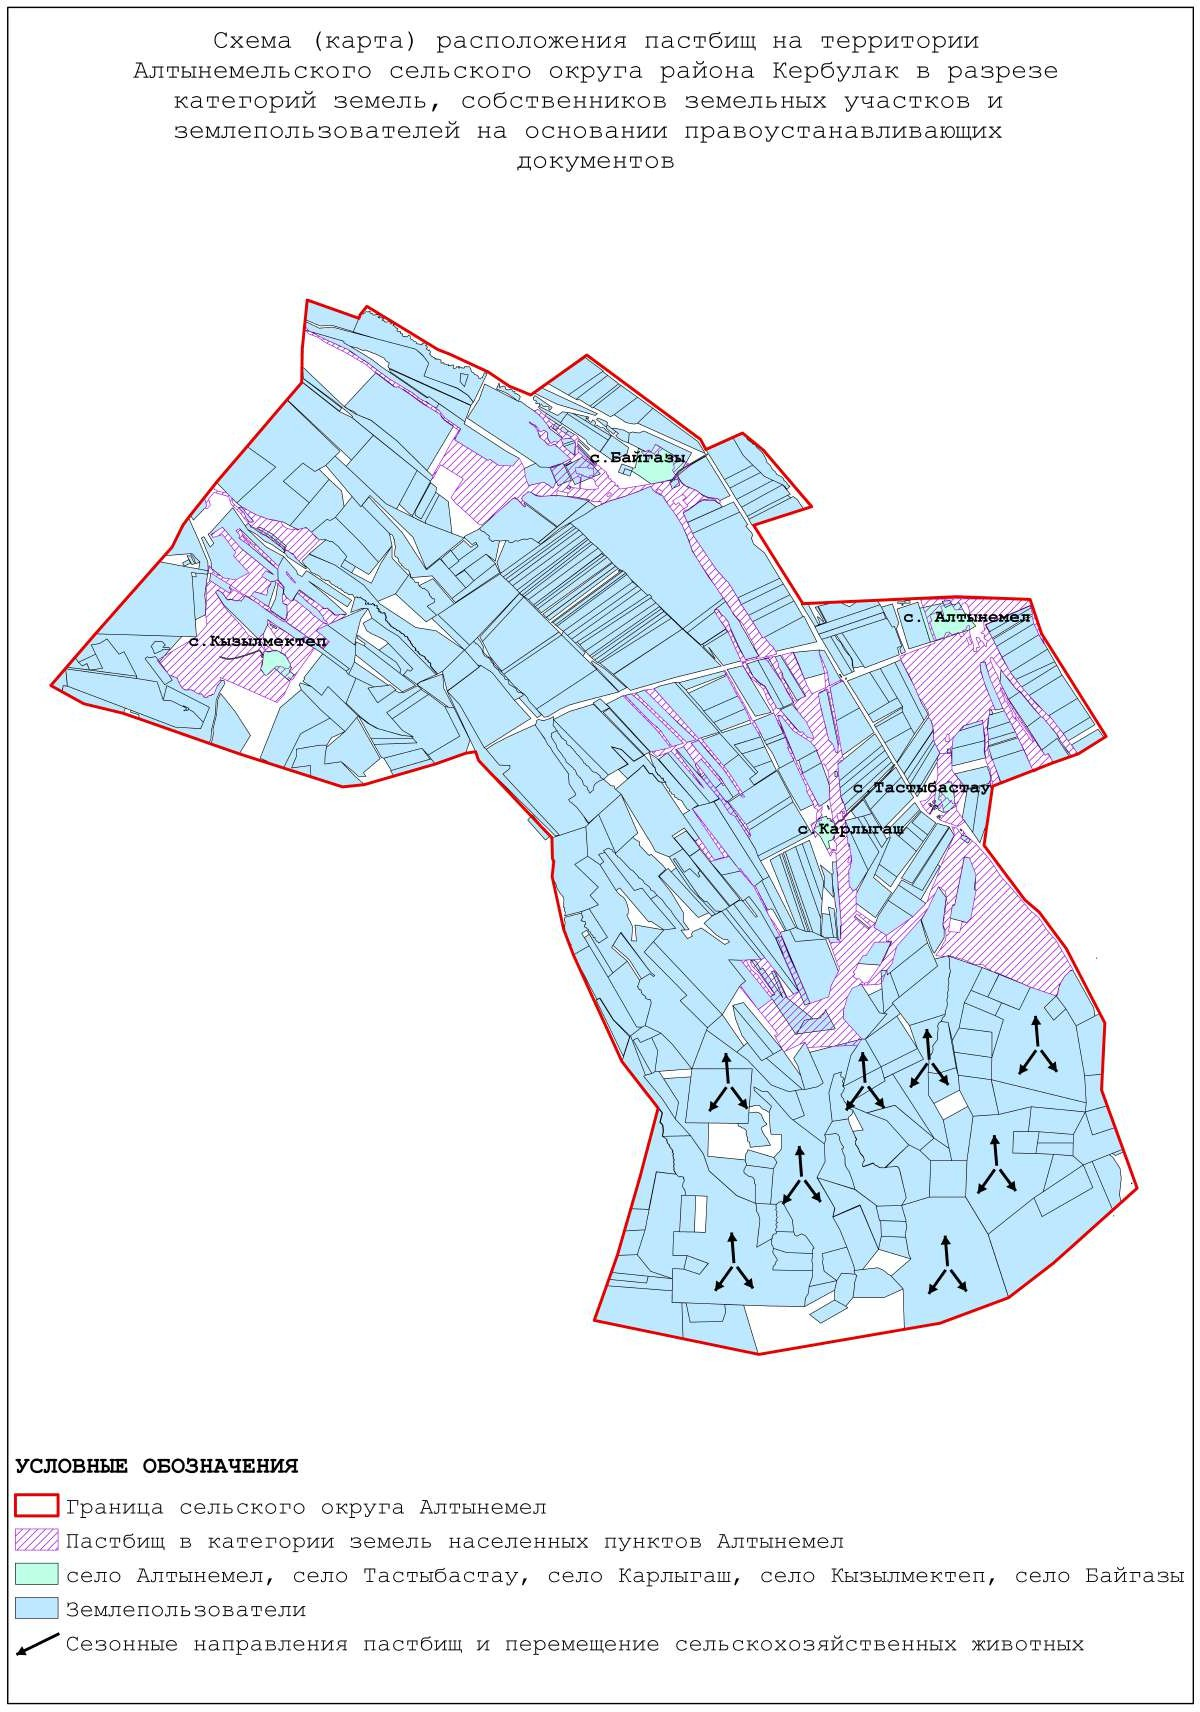 Схема (карта) расположения пастбищ на территории
Алтынемельского сельского округа района Кербулак в разрезе
категорий земель, собственников земельных участков и
землепользователей на основании правоустанавливающих
документов
с.Байгазы
с. Алтынемел
с.Кызылмектеп
с.Тастыбастау
с.Карлыгаш
УСЛОВНЫЕ ОБОЗНАЧЕНИЯ
Граница сельского округа Алтынемел
Пастбищ в категории земель населенных пунктов Алтынемел
село Алтынемел, село Тастыбастау, село Карлыгаш, село Кызылмектеп, село Байгазы
Землепользователи
Сезонные направления пастбищ и перемещение сельскохозяйственных животных